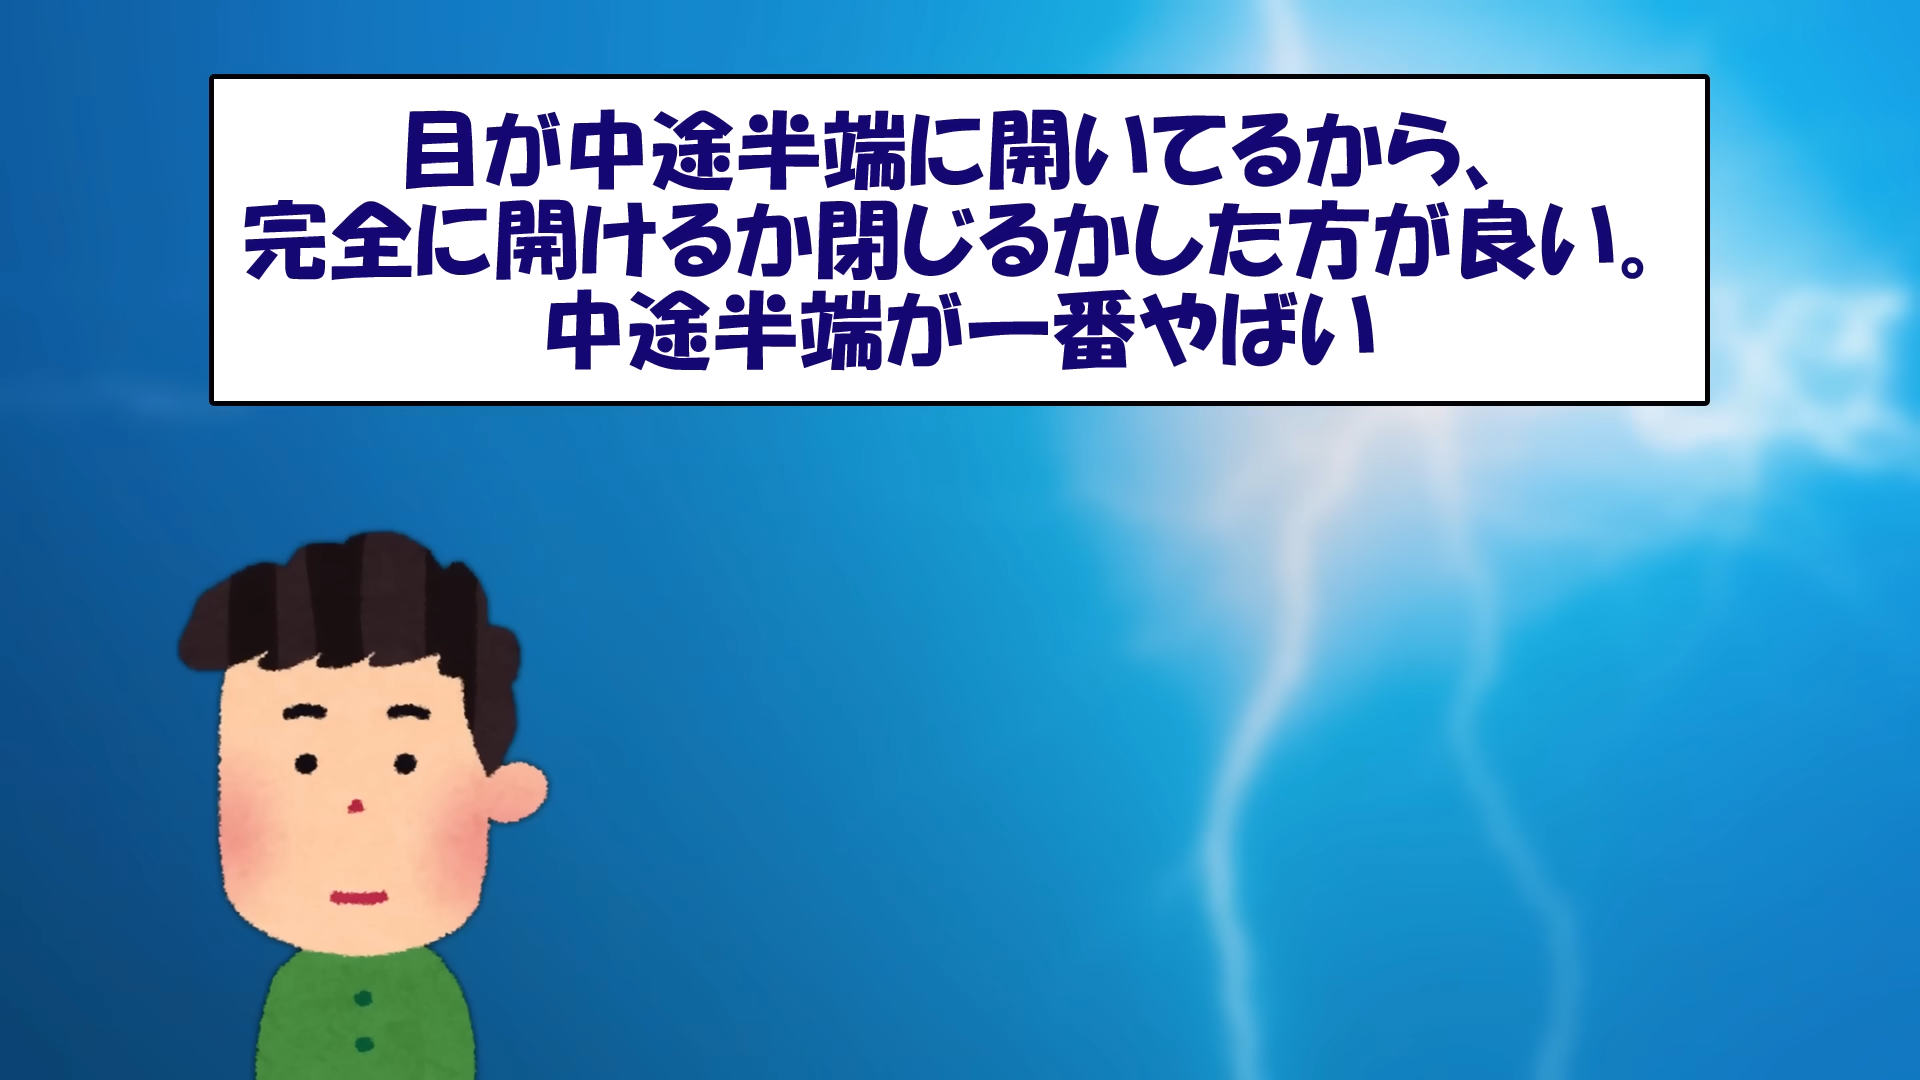 目が中途半端に開いてるから、
完全に開けるか閉じるかした方が良い。
中途半端が一番やばい